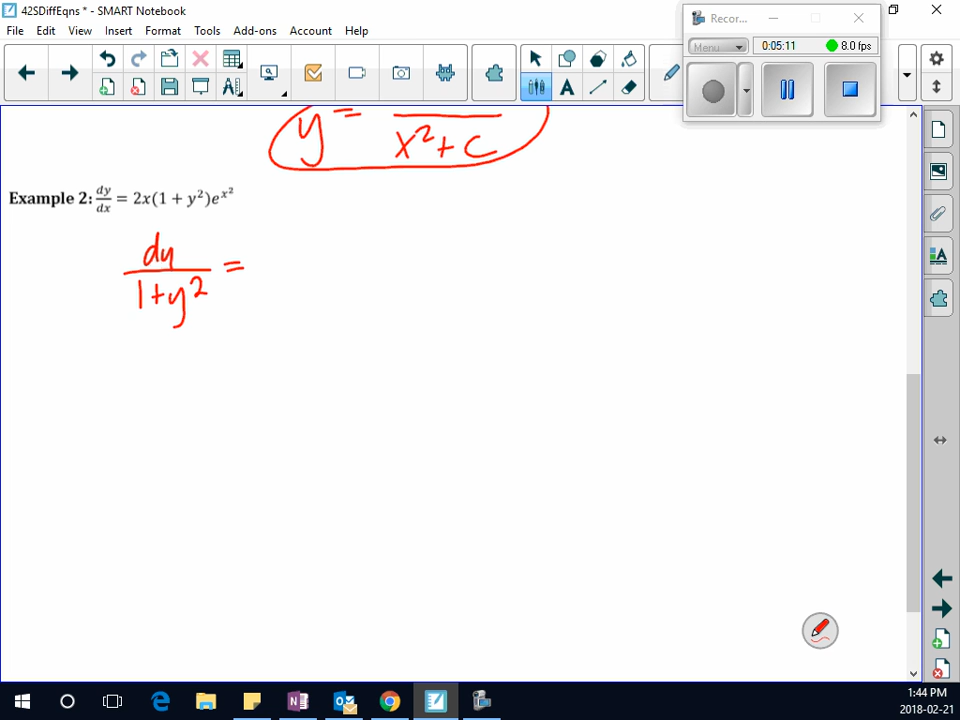 42SDiffEqns * - SMART Notebook
File Edit View Insert Format Tools Add-ons Account Help
Recor...
Menu
0:05:11
8.0 fps
y =
x²+ C
Example 2: dy/dx = 2x(1 + y²)e^x²
dy
1+y² =
1:44 PM
2018-02-21